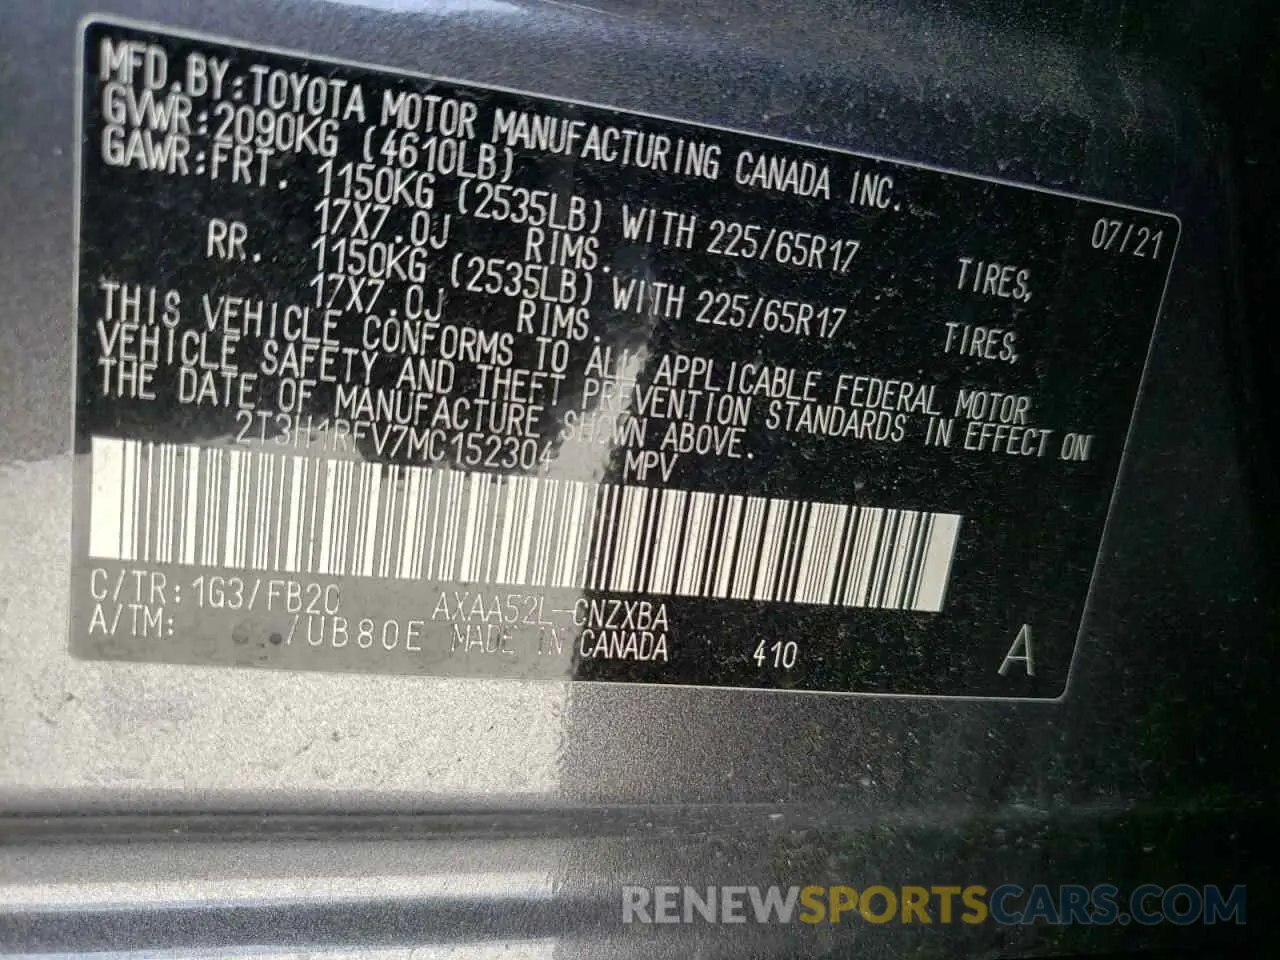 MFD.BY:TOYOTA MOTOR MANUFACTURING CANADA INC. 07/21
GVWR:2090KG (4610LB)
GAWR:FRT. 1150KG (2535LB) WITH 225/65R17 TIRES,
17X7.0J RIMS.
RR. 1150KG (2535LB) WITH 225/65R17 TIRES,
17X7.0J RIMS.
THIS VEHICLE CONFORMS TO ALL APPLICABLE FEDERAL MOTOR
VEHICLE SAFETY AND THEFT PREVENTION STANDARDS IN EFFECT ON
THE DATE OF MANUFACTURE SHOWN ABOVE.
2T3H1RFV7MC152304 MPV
C/TR:1G3/FB20 AXAA52L-CNZXBA
A/TM: /UB80E MADE IN CANADA 410 A
RENEWSPORTSCARS.COM